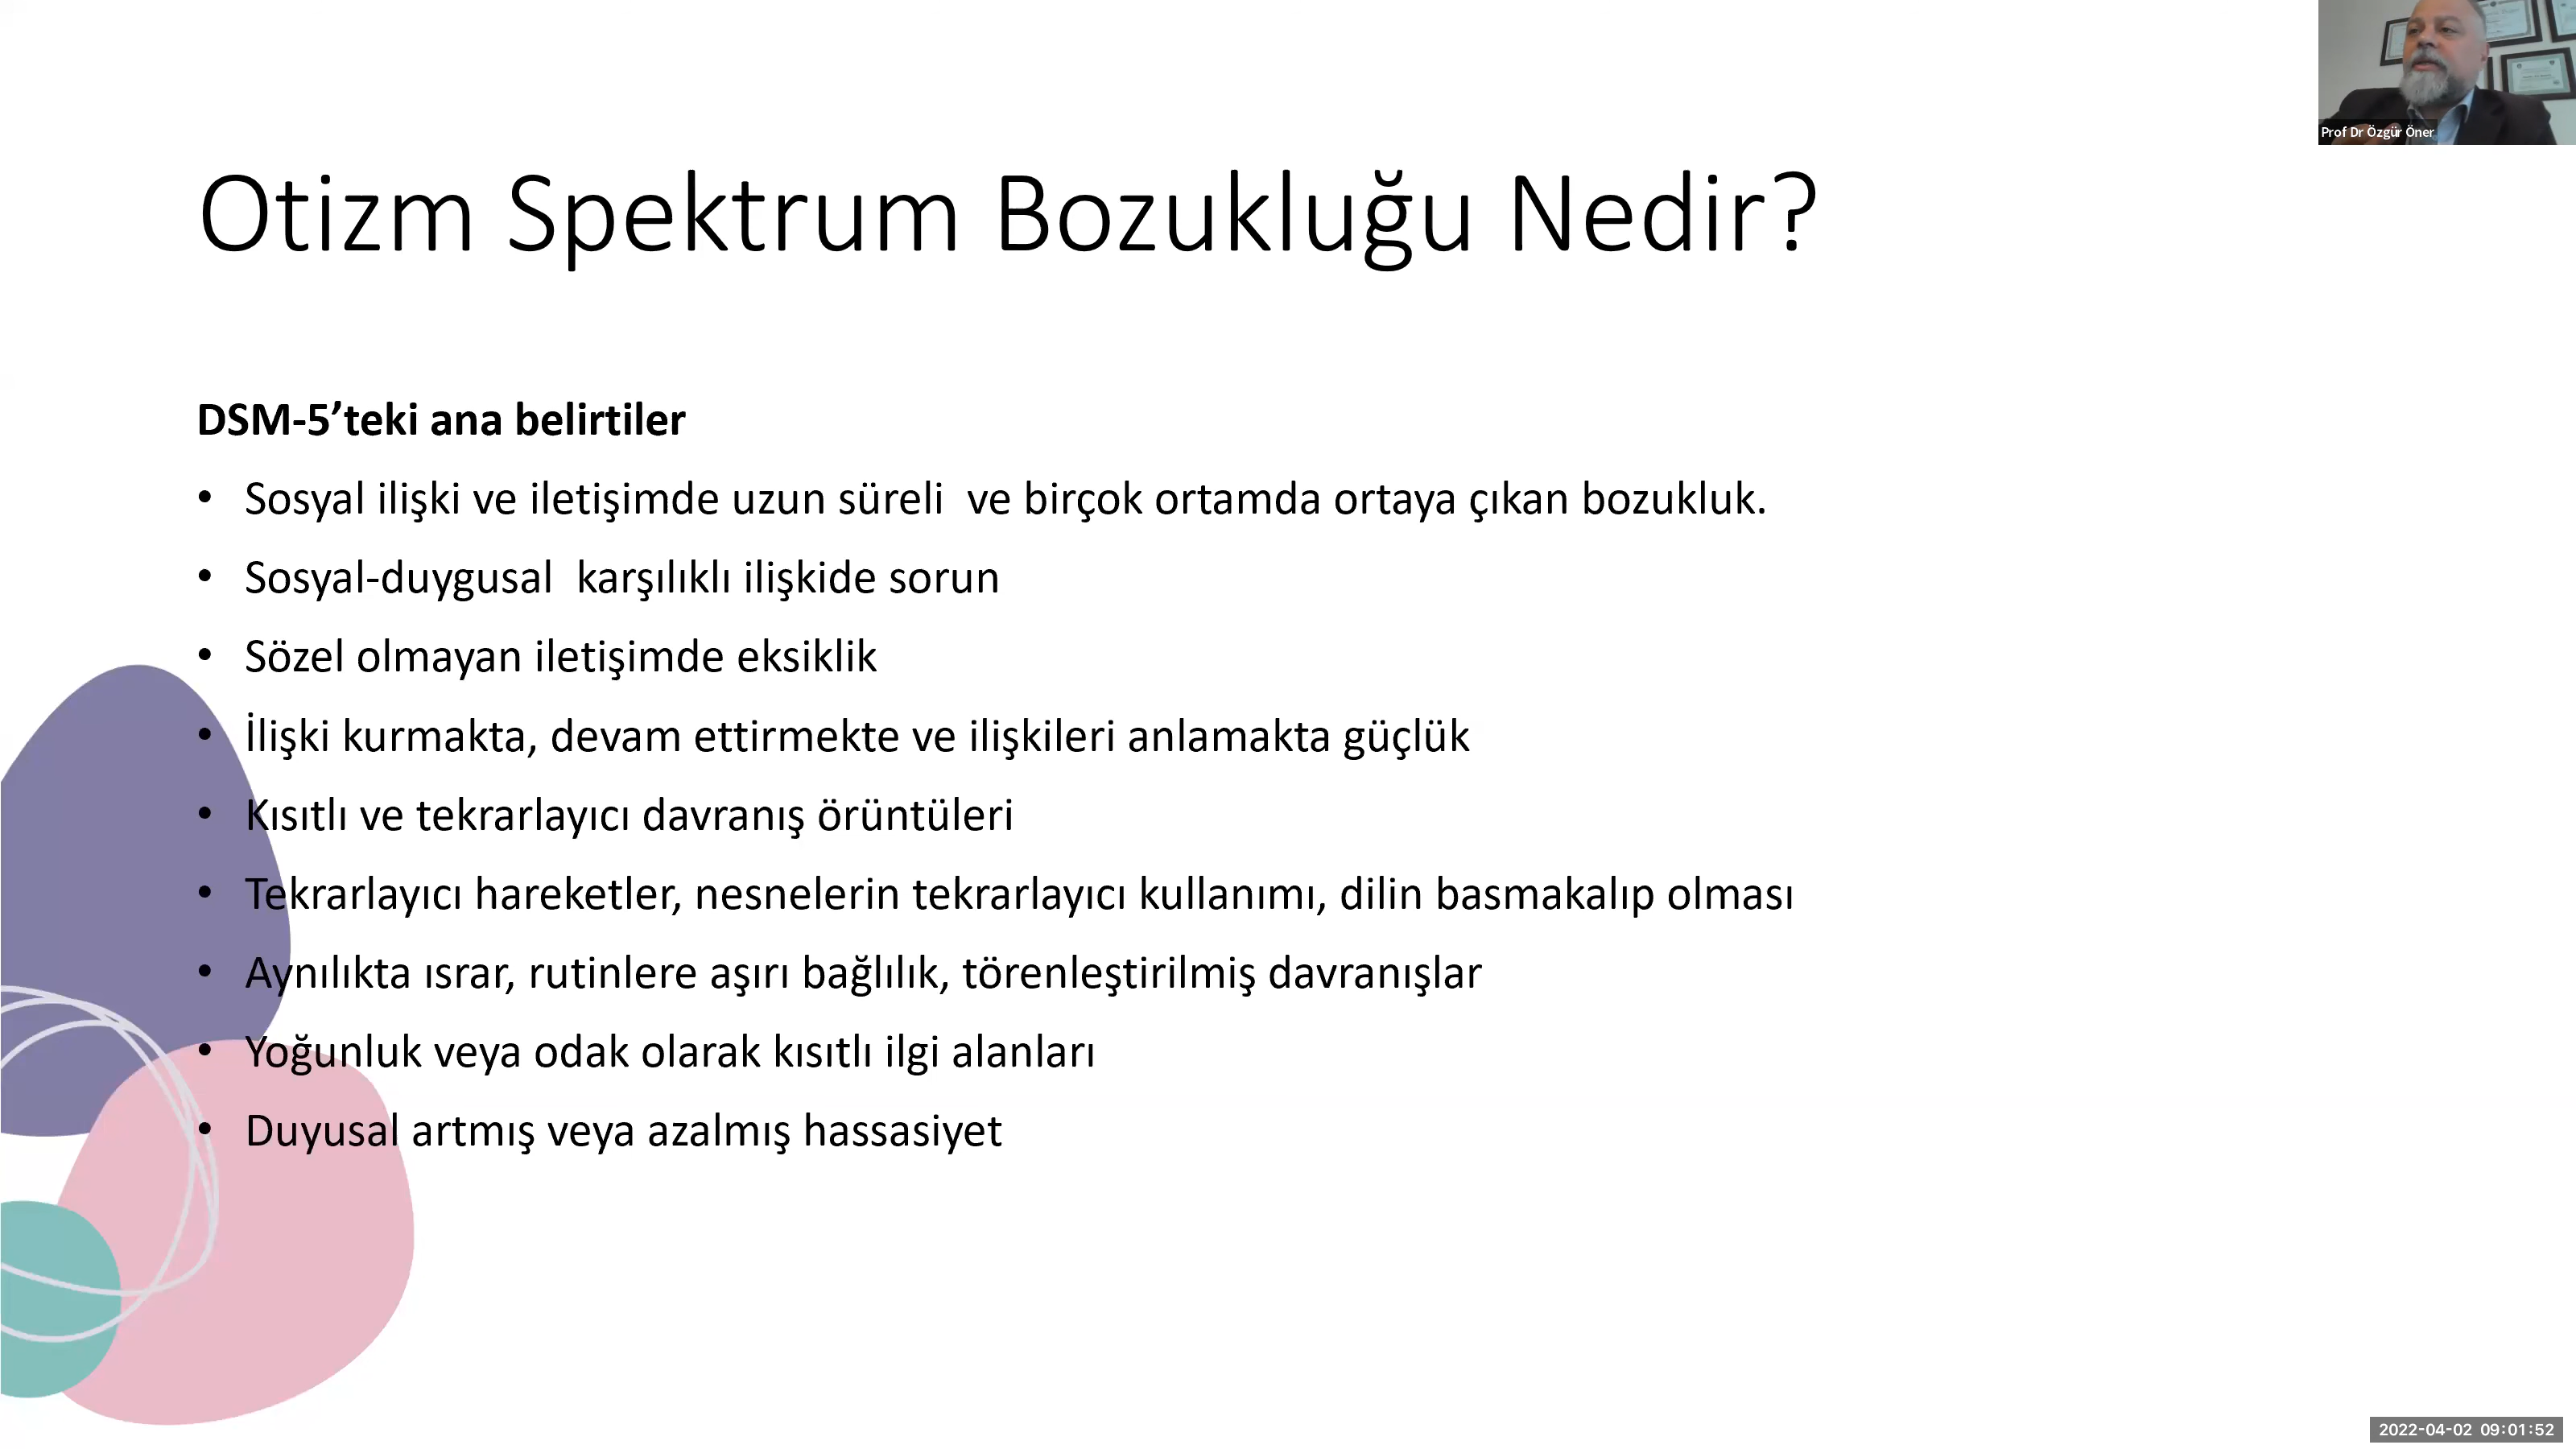 Prof Dr Özgür Öner
Otizm Spektrum Bozukluğu Nedir?
DSM-5’teki ana belirtiler
• Sosyal ilişki ve iletişimde uzun süreli  ve birçok ortamda ortaya çıkan bozukluk.
• Sosyal-duygusal  karşılıklı ilişkide sorun
• Sözel olmayan iletişimde eksiklik
• İlişki kurmakta, devam ettirmekte ve ilişkileri anlamakta güçlük
• Kısıtlı ve tekrarlayıcı davranış örüntüleri
• Tekrarlayıcı hareketler, nesnelerin tekrarlayıcı kullanımı, dilin basmakalıp olması
• Aynılıkta ısrar, rutinlere aşırı bağlılık, törenleştirilmiş davranışlar
• Yoğunluk veya odak olarak kısıtlı ilgi alanları
• Duyusal artmış veya azalmış hassasiyet
2022-04-02 09:01:52